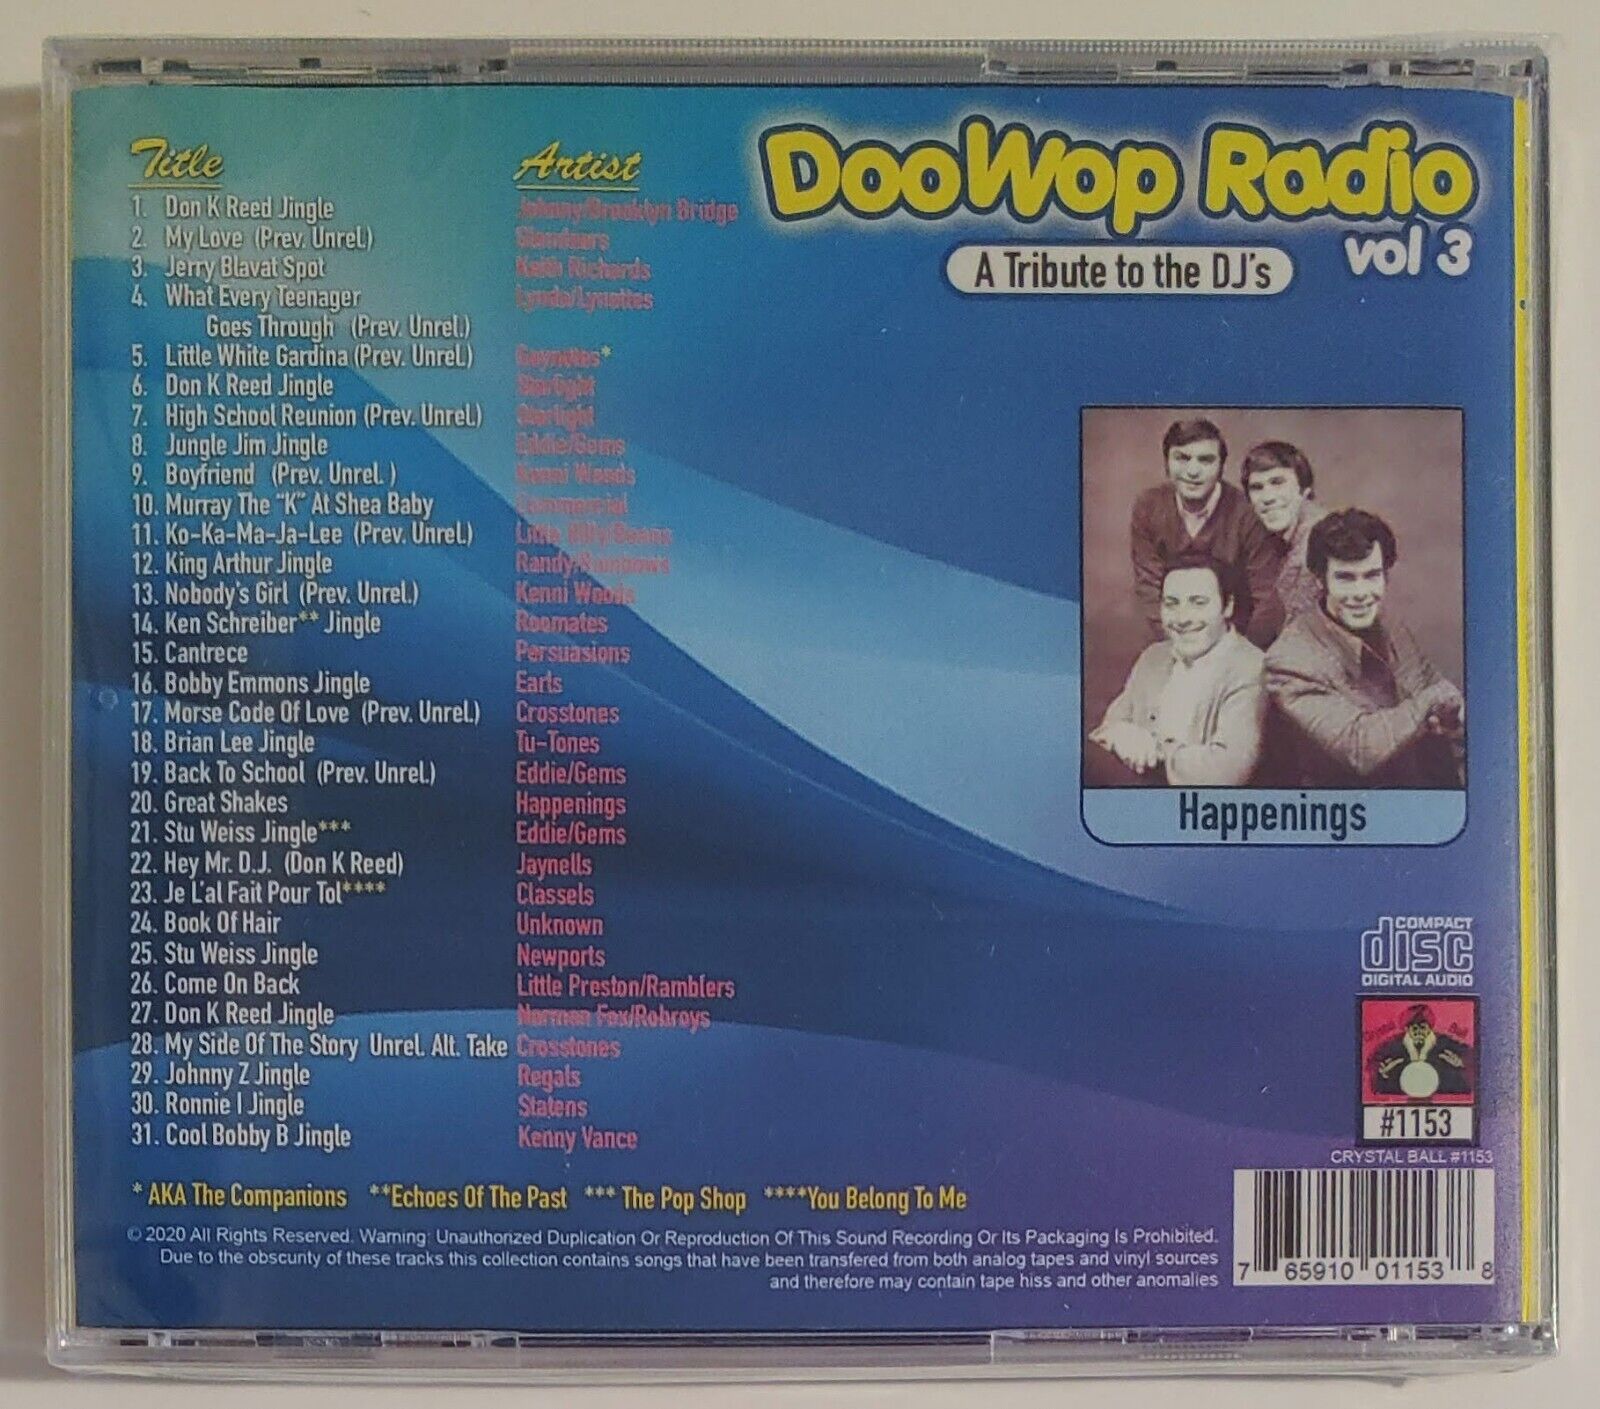 Title Artist
1. Don K Reed Jingle Johnny/Brooklyn Bridge
2. My Love (Prev. Unrel.)
3. Jerry Blavat Spot Keith Richards
4. What Every Teenager Lynda/Lynettes
Goes Through (Prev. Unrel.)
5. Little White Gardina (Prev. Unrel.)
6. Don K Reed Jingle Starlight
7. High School Reunion (Prev. Unrel.) Starlight
8. Jungle Jim Jingle Eddie/Gems
9. Boyfriend (Prev. Unrel. ) Kenni Woods
10. Murray The "K" At Shea Baby Commercial
11. Ko-Ka-Ma-Ja-Lee (Prev. Unrel.) Little Billy/Beans
12. King Arthur Jingle Randy/Rainbows
13. Nobody's Girl (Prev. Unrel.) Kenni Woods
14. Ken Schreiber** Jingle Roomates
15. Cantrece Persuasions
16. Bobby Emmons Jingle Earls
17. Morse Code Of Love (Prev. Unrel.) Crosstones
18. Brian Lee Jingle Tu-Tones
19. Back To School (Prev. Unrel.) Eddie/Gems
20. Great Shakes Happenings
21. Stu Weiss Jingle*** Eddie/Gems
22. Hey Mr. D.J. (Don K Reed) Jaynells
23. Je L'al Fait Pour Tol**** Classels
24. Book Of Hair Unknown
25. Stu Weiss Jingle Newports
26. Come On Back Little Preston/Ramblers
27. Don K Reed Jingle Norman Fox/Robroys
28. My Side Of The Story Unrel. Alt. Take Crosstones
29. Johnny Z Jingle Regals
30. Ronnie I Jingle Statens
31. Cool Bobby B Jingle Kenny Vance
* AKA The Companions **Echoes Of The Past *** The Pop Shop ****You Belong To Me
© 2020 All Rights Reserved. Warning: Unauthorized Duplication Or Reproduction Of This Sound Recording Or Its Packaging Is Prohibited.
Due to the obscurity of these tracks this collection contains songs that have been transfered from both analog tapes and vinyl sources
and therefore may contain tape hiss and other anomalies
DooWop Radio
vol 3
A Tribute to the DJ's
Happenings
COMPACT
disc
DIGITAL AUDIO
Crystal Ball
#1153
CRYSTAL BALL #1153
7 65910 01153 8